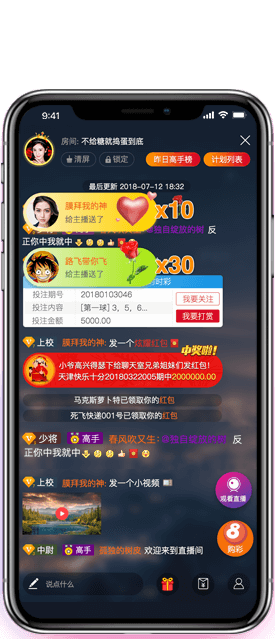 9:41
房间: 不给糖就捣蛋到底
清屏 锁定 昨日高手榜 计划列表
最后更新 2018-07-12 18:32
膜拜我的神
给主播送了
x10
独自绽放的树 反
正你中我就中
路飞带你飞
给主播送了
x30
时彩
投注期号 20180103046
我要关注
投注内容 [第一球] 3, 5, 6...
投注金额 5000.00
我要打赏
上校 膜拜我的神: 发一个欢爆红包
中奖啦!
小爷高兴得瑟下给聊天室兄弟姐妹们发红包!
天津快乐十分20180322005期中2000000.00
马克斯萝卜特已领取你的红包
死飞快递001号已领取你的红包
少将 高手 春风吹又生: 反
正你中我就中
上校 膜拜我的神: 发一个小视频
观看直播
8
购彩
中尉 高手 孤独的树皮 欢迎来到直播间
说点什么